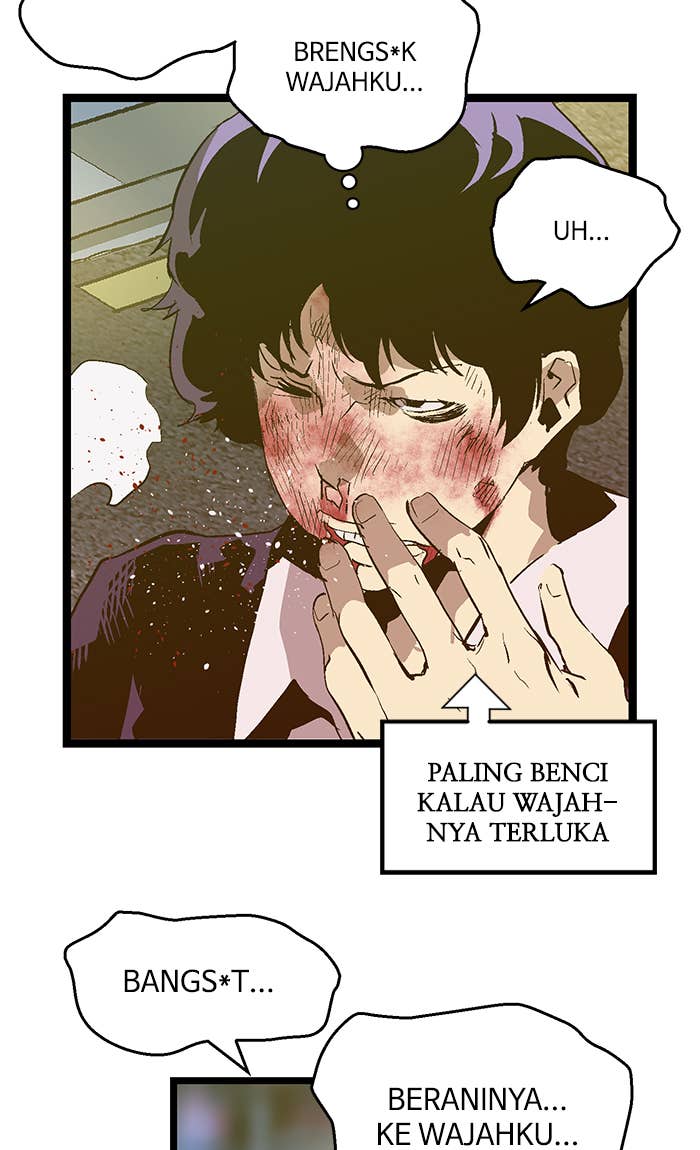 BRENGS*K
WAJAHKU...
UH...
PALING BENCI
KALAU WAJAH-
NYA TERLUKA
BANGS*T...
BERANINYA...
KE WAJAHKU...